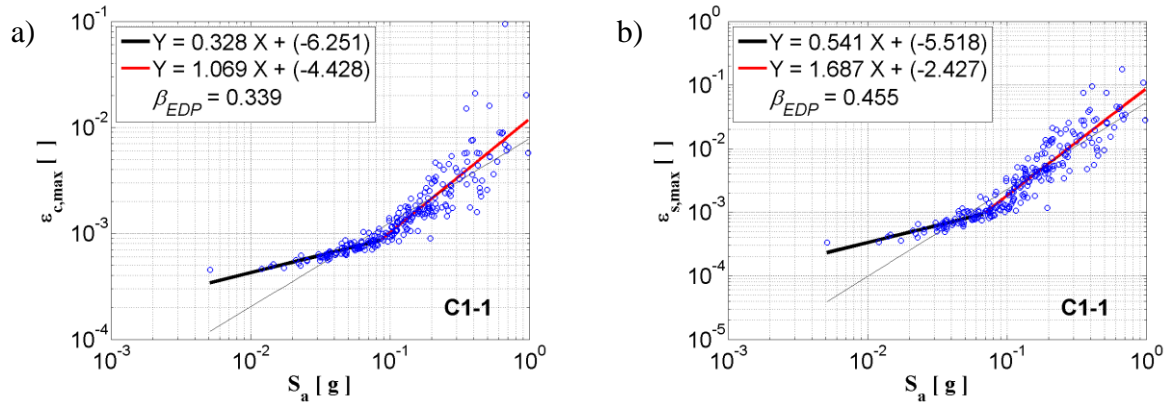 a)
Y = 0.328 X + (-6.251)
Y = 1.069 X + (-4.428)
β_EDP = 0.339
10^-1
10^-2
10^-3
10^-4
ε_c,max [ ]
C1-1
10^-3 10^-2 10^-1 10^0
S_a [ g ]
b)
Y = 0.541 X + (-5.518)
Y = 1.687 X + (-2.427)
β_EDP = 0.455
10^0
10^-1
10^-2
10^-3
10^-4
10^-5
ε_s,max [ ]
C1-1
10^-3 10^-2 10^-1 10^0
S_a [ g ]